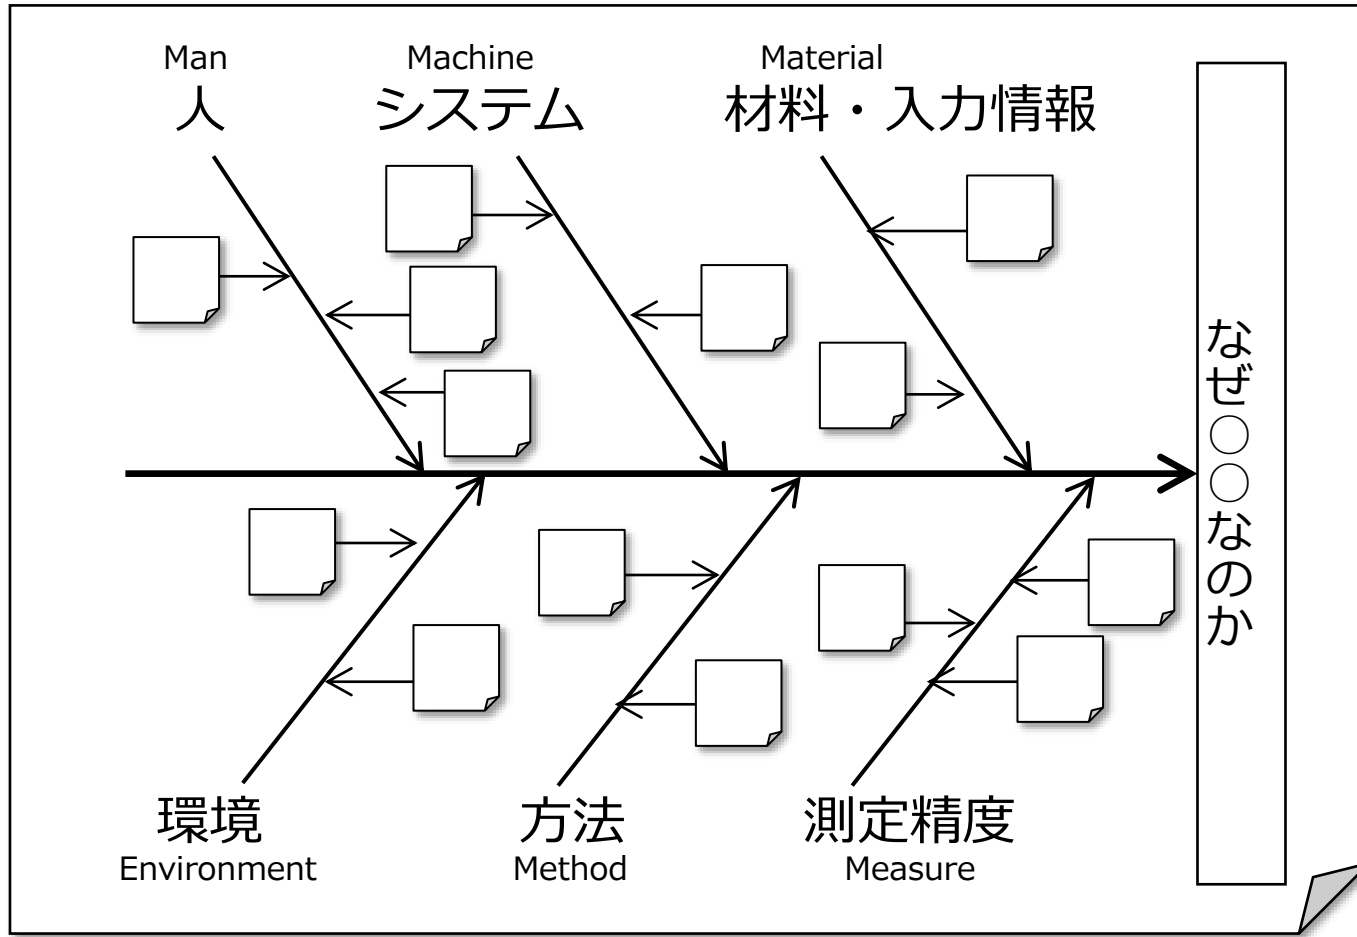 Man
人
Machine
システム
Material
材料・入力情報
なぜ○○なのか
環境
Environment
方法
Method
測定精度
Measure